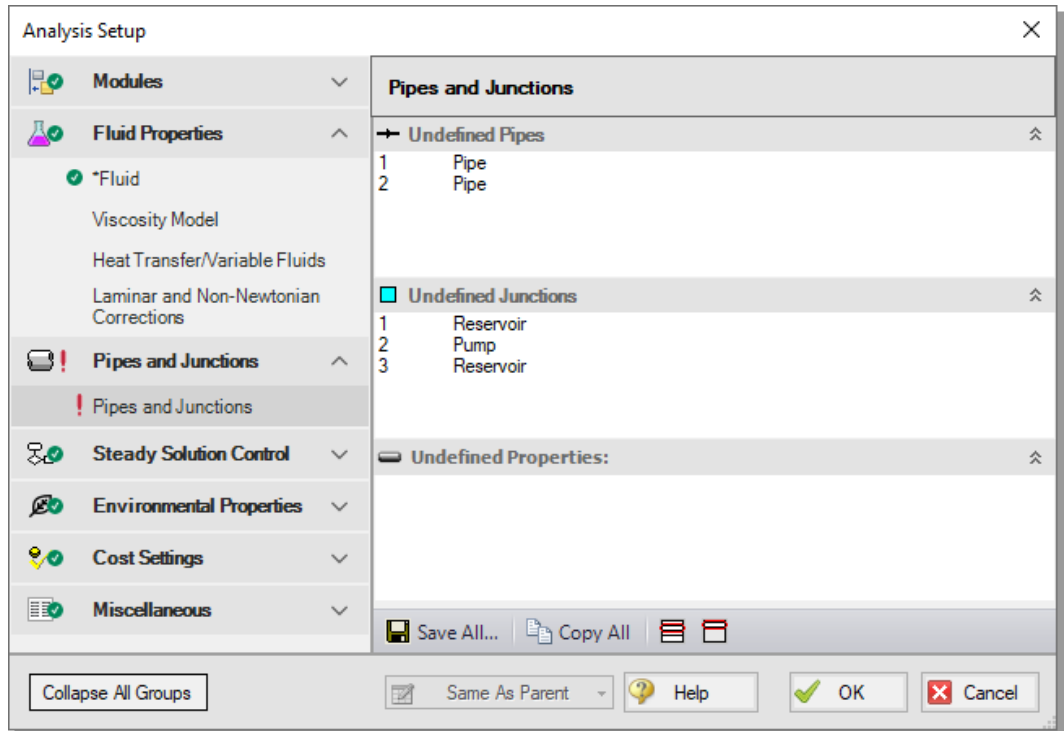 Analysis Setup
Modules
Fluid Properties
*Fluid
Viscosity Model
Heat Transfer/Variable Fluids
Laminar and Non-Newtonian
Corrections
Pipes and Junctions
Pipes and Junctions
Steady Solution Control
Environmental Properties
Cost Settings
Miscellaneous
Pipes and Junctions
Undefined Pipes
1 Pipe
2 Pipe
Undefined Junctions
1 Reservoir
2 Pump
3 Reservoir
Undefined Properties:
Save All... Copy All
Collapse All Groups Same As Parent Help OK Cancel